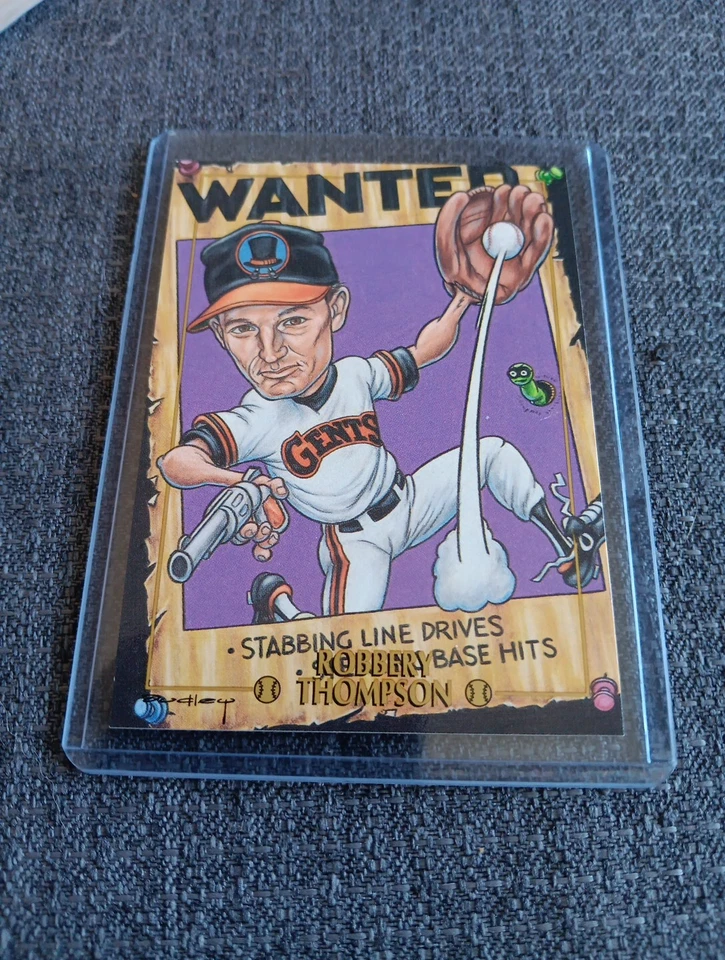 WANTED
GENTS
• STABBING LINE DRIVES
• BASE HITS
ROBBERY
THOMPSON